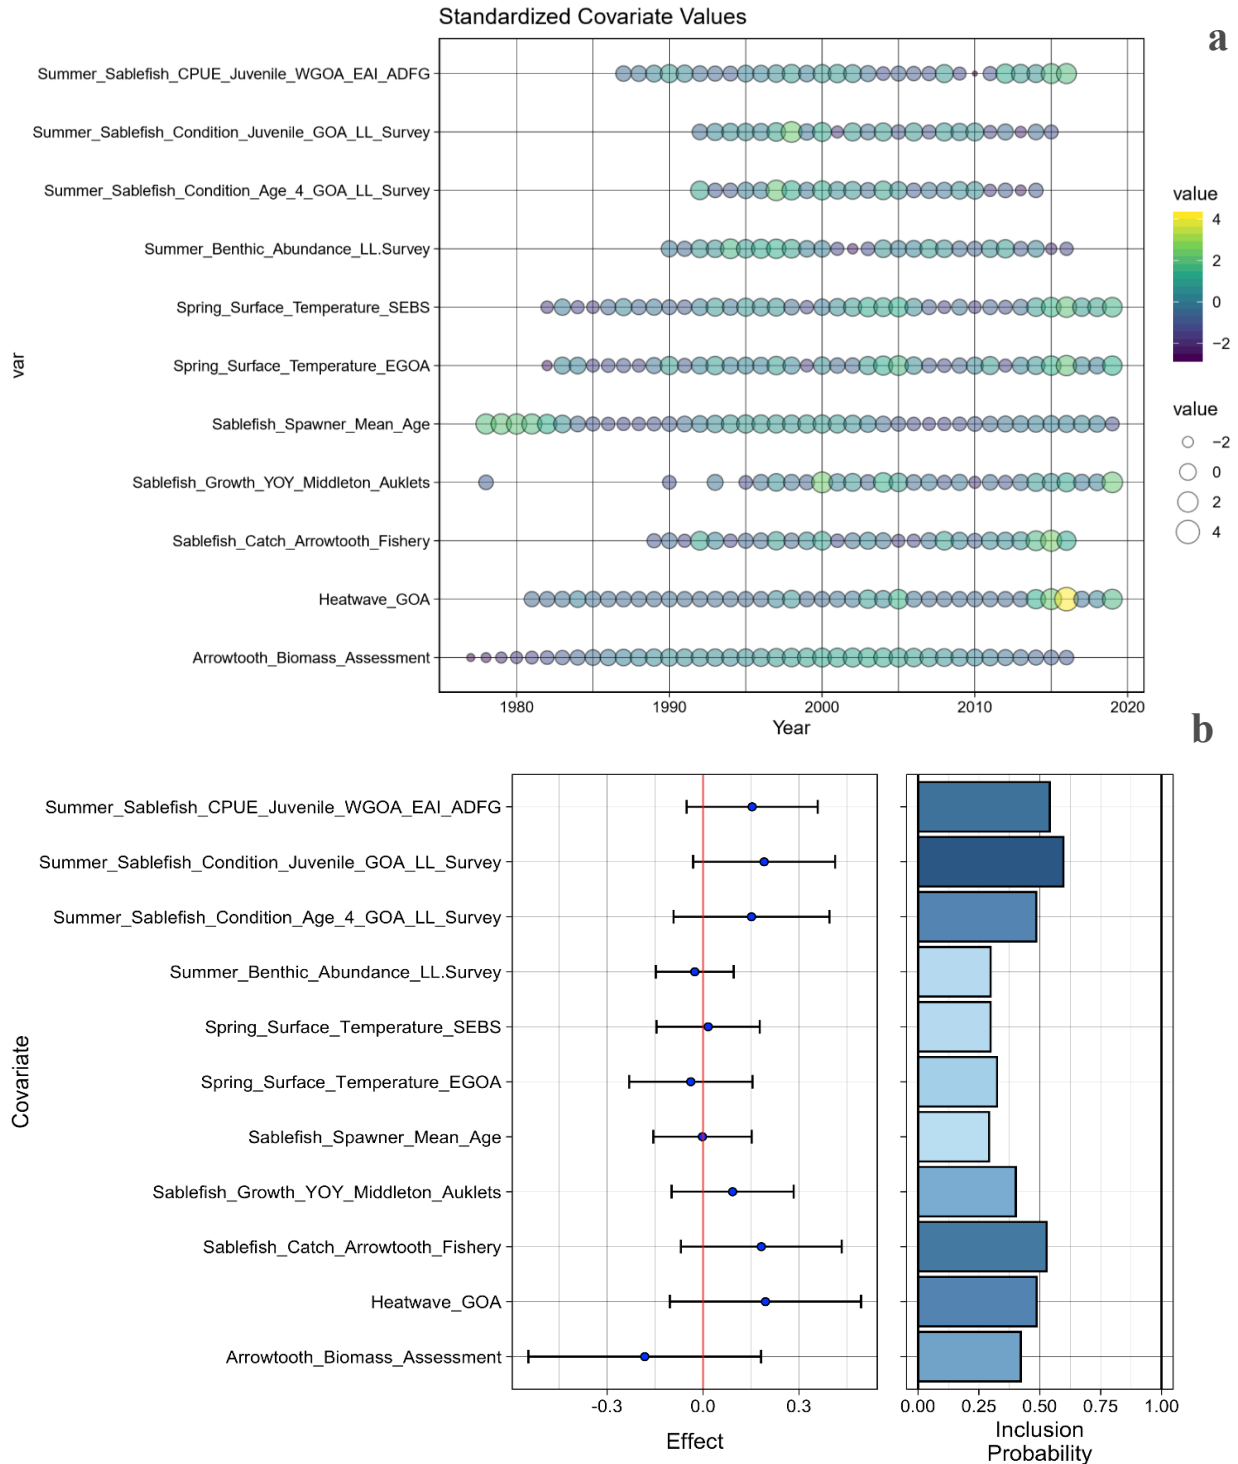 Standardized Covariate Values
a
Summer_Sablefish_CPUE_Juvenile_WGOA_EAI_ADFG
Summer_Sablefish_Condition_Juvenile_GOA_LL_Survey
Summer_Sablefish_Condition_Age_4_GOA_LL_Survey
Summer_Benthic_Abundance_LL.Survey
Spring_Surface_Temperature_SEBS
Spring_Surface_Temperature_EGOA
Sablefish_Spawner_Mean_Age
Sablefish_Growth_YOY_Middleton_Auklets
Sablefish_Catch_Arrowtooth_Fishery
Heatwave_GOA
Arrowtooth_Biomass_Assessment
var
1980 1990 2000 2010 2020
Year
value
4
2
0
−2
value
−2
0
2
4
b
Summer_Sablefish_CPUE_Juvenile_WGOA_EAI_ADFG
Summer_Sablefish_Condition_Juvenile_GOA_LL_Survey
Summer_Sablefish_Condition_Age_4_GOA_LL_Survey
Summer_Benthic_Abundance_LL.Survey
Spring_Surface_Temperature_SEBS
Spring_Surface_Temperature_EGOA
Sablefish_Spawner_Mean_Age
Sablefish_Growth_YOY_Middleton_Auklets
Sablefish_Catch_Arrowtooth_Fishery
Heatwave_GOA
Arrowtooth_Biomass_Assessment
Covariate
-0.3 0.0 0.3
Effect
0.00 0.25 0.50 0.75 1.00
Inclusion
Probability